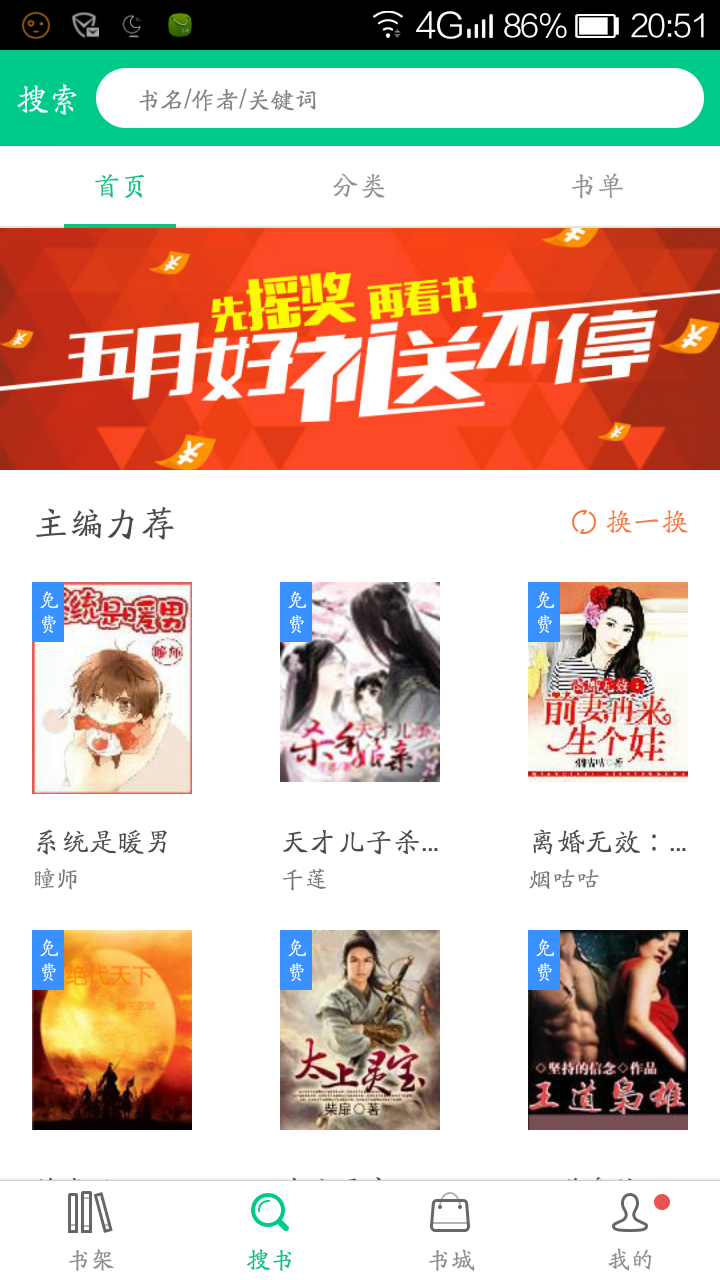 4G 86% 20:51
搜索 书名/作者/关键词
首页 分类 书单
先摇奖 再看书
五月好礼关不停
主编力荐 换一换
免费 免费 免费
系统是暖男
瞳师
天才儿子
杀手娘亲
前妻,再来
生个娃
烟咕咕◎著
系统是暖男 天才儿子杀... 离婚无效：...
瞳师 千莲 烟咕咕
免费 免费 免费
绝代天下
太上灵宝
柴扉◎著
◇坚持的信念◇作品
王道枭雄
书架 搜书 书城 我的